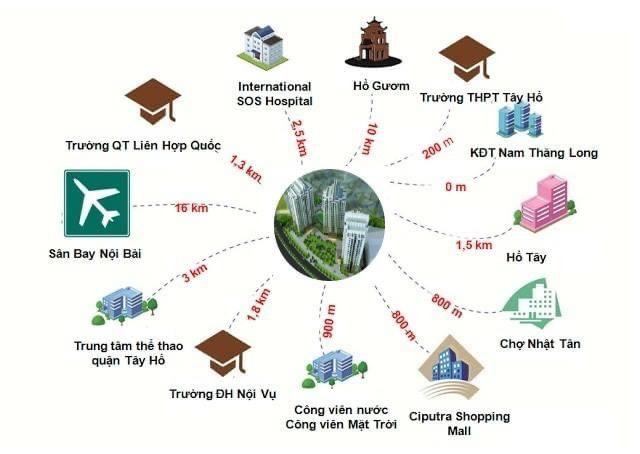 International
SOS Hospital
2,5 km
Hồ Gươm
10 km
Trường THPT Tây Hồ
200 m
KĐT Nam Thăng Long
0 m
Hồ Tây
1,5 km
Chợ Nhật Tân
800 m
Ciputra Shopping
Mall
800 m
Công viên nước
Công viên Mặt Trời
900 m
Trường ĐH Nội Vụ
1,8 km
Trung tâm thể thao
quận Tây Hồ
3 km
Sân Bay Nội Bài
16 km
Trường QT Liên Hợp Quốc
1,3 km